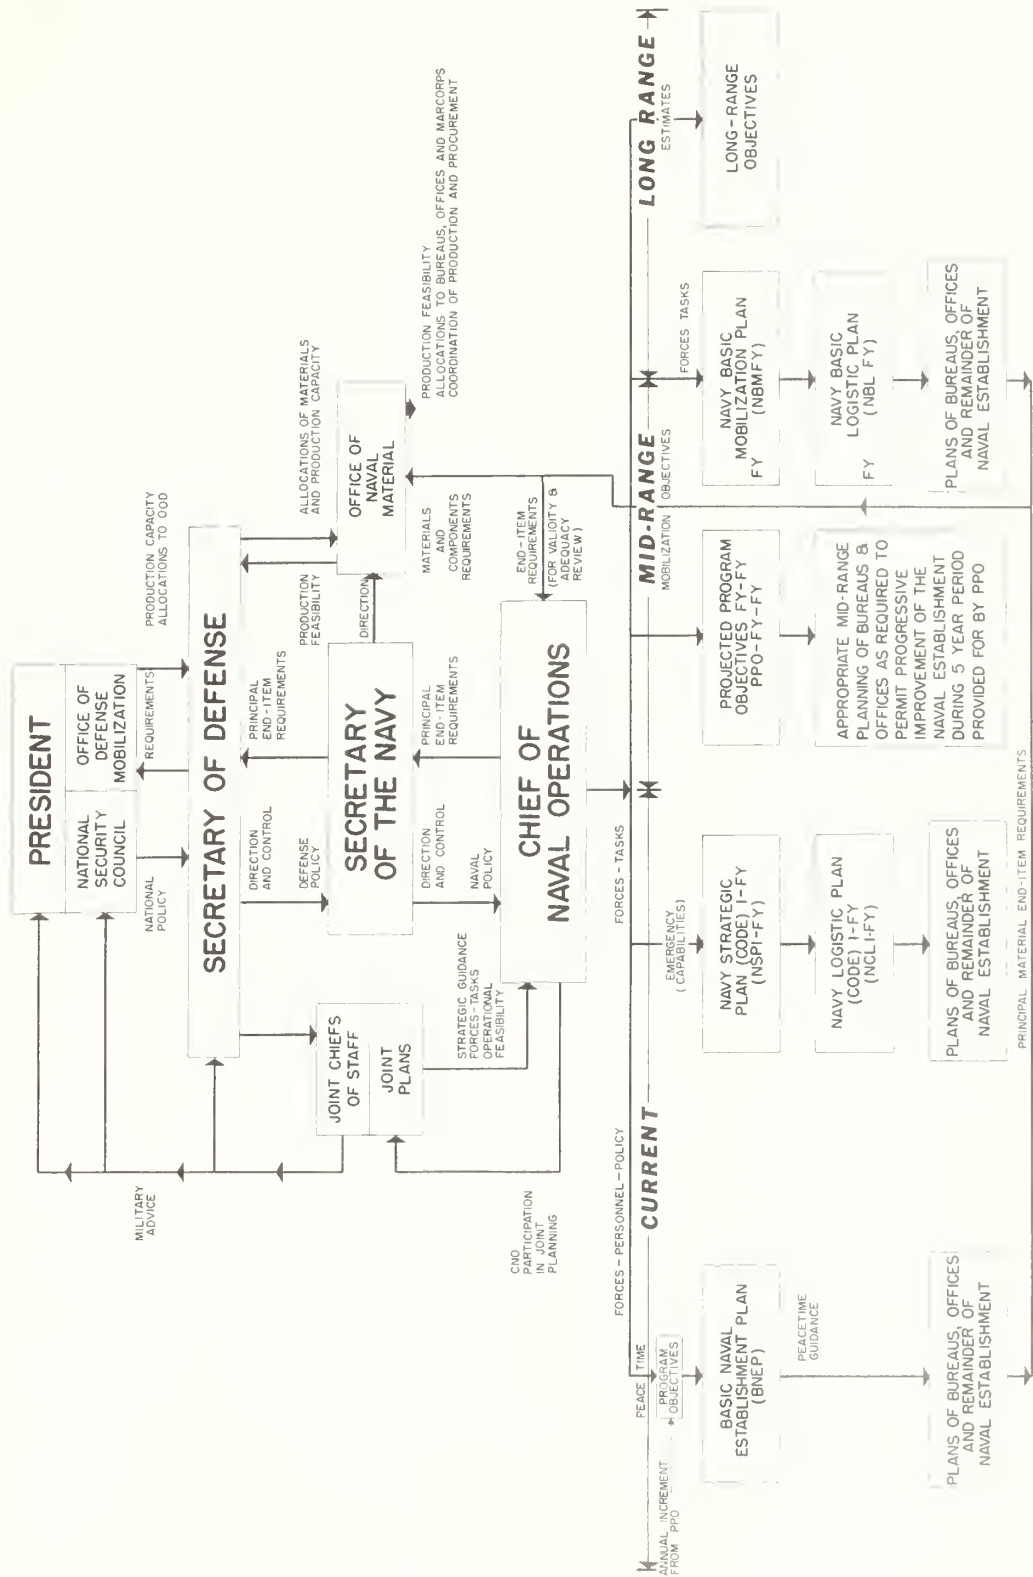 PRESIDENT
NATIONAL
SECURITY
COUNCIL
OFFICE OF
DEFENSE
MOBILIZATION
NATIONAL
POLICY
REQUIREMENTS
PRODUCTION CAPACITY
ALLOCATIONS TO DOD
MILITARY
ADVICE
SECRETARY OF DEFENSE
DIRECTION
AND CONTROL
DEFENSE
POLICY
PRINCIPAL
END-ITEM
REQUIREMENTS
PRODUCTION
FEASIBILITY
ALLOCATIONS OF MATERIALS
AND PRODUCTION CAPACITY
JOINT CHIEFS
OF STAFF
JOINT
PLANS
SECRETARY
OF THE NAVY
DIRECTION
OFFICE OF
NAVAL
MATERIAL
PRODUCTION FEASIBILITY
ALLOCATIONS TO BUREAUS, OFFICES AND MARCORPS
COORDINATION OF PRODUCTION AND PROCUREMENT
STRATEGIC GUIDANCE
FORCES-TASKS
OPERATIONAL
FEASIBILITY
DIRECTION
AND CONTROL
NAVAL
POLICY
PRINCIPAL
END-ITEM
REQUIREMENTS
MATERIALS
AND
COMPONENTS
REQUIREMENTS
CNO
PARTICIPATION
IN JOINT
PLANNING
CHIEF OF
NAVAL OPERATIONS
END-ITEM
REQUIREMENTS
(FOR VALIDITY &
ADEQUACY
REVIEW)
FORCES-PERSONNEL-POLICY
FORCES-TASKS
CURRENT
MID-RANGE
LONG RANGE
PEACE TIME
ANNUAL INCREMENT
FROM PPO
PROGRAM
OBJECTIVES
EMERGENCY
(CAPABILITIES)
MOBILIZATION OBJECTIVES
FORCES TASKS
ESTIMATES
BASIC NAVAL
ESTABLISHMENT PLAN
(BNEP)
NAVY STRATEGIC
PLAN (CODE) 1-FY
(NSP1-FY)
PROJECTED PROGRAM
OBJECTIVES FY-FY
PPO-FY-FY
NAVY BASIC
MOBILIZATION PLAN
FY (NBMFY)
LONG-RANGE
OBJECTIVES
PEACETIME
GUIDANCE
NAVY LOGISTIC PLAN
(CODE) 1-FY
(NCL1-FY)
APPROPRIATE MID-RANGE
PLANNING OF BUREAUS &
OFFICES AS REQUIRED TO
PERMIT PROGRESSIVE
IMPROVEMENT OF THE
NAVAL ESTABLISHMENT
DURING 5 YEAR PERIOD
PROVIDED FOR BY PPO
NAVY BASIC
LOGISTIC PLAN
FY (NBL FY)
PLANS OF BUREAUS, OFFICES
AND REMAINDER OF
NAVAL ESTABLISHMENT
PLANS OF BUREAUS, OFFICES
AND REMAINDER OF
NAVAL ESTABLISHMENT
PLANS OF BUREAUS, OFFICES
AND REMAINDER OF
NAVAL ESTABLISHMENT
PRINCIPAL MATERIAL END-ITEM REQUIREMENTS